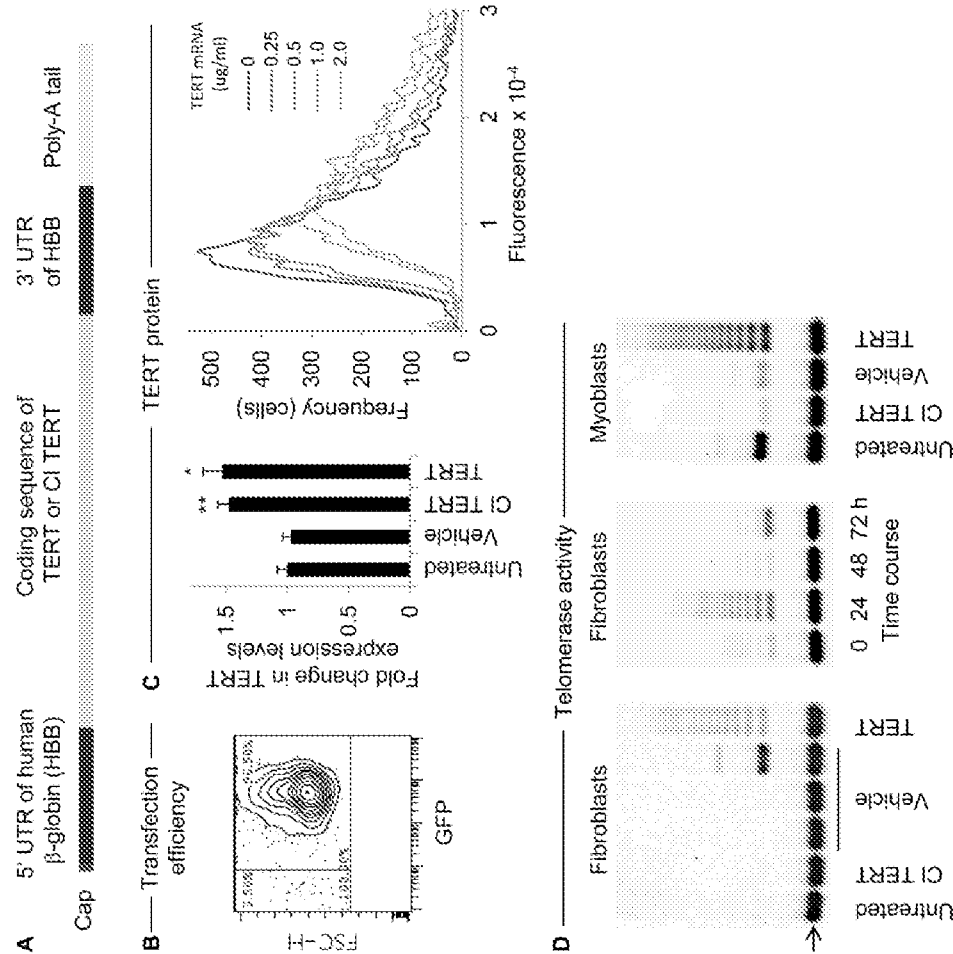 A
5' UTR of human
β-globin (HBB)
Coding sequence of
TERT or CI TERT
3' UTR
of HBB
Poly-A tail
Cap
B
Transfection
efficiency
FSC-H
GFP
C
TERT protein
Fold change in TERT
expression levels
1.5
1
0.5
0
**
*
Untreated
Vehicle
CI TERT
TERT
Frequency (cells)
500
400
300
200
100
0
TERT mRNA
(ug/ml)
0
0.25
0.5
1.0
2.0
0
1
2
3
Fluorescence x 10-4
D
Telomerase activity
Fibroblasts
Untreated
CI TERT
Vehicle
TERT
Fibroblasts
0 24 48 72 h
Time course
Myoblasts
Untreated
CI TERT
Vehicle
TERT